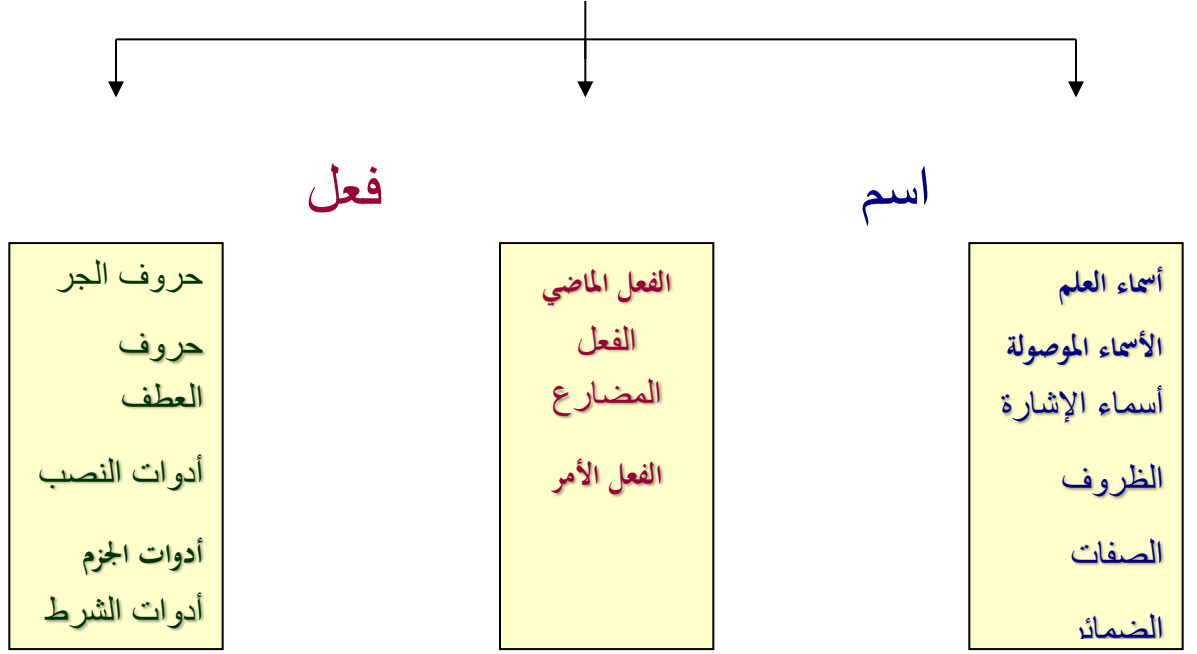 اسم
فعل
أسماء العلم
الأسماء الموصولة
أسماء الإشارة
الظروف
الصفات
الضمائر
الفعل الماضي
الفعل
المضارع
الفعل الأمر
حروف الجر
حروف
العطف
أدوات النصب
أدوات الجزم
أدوات الشرط